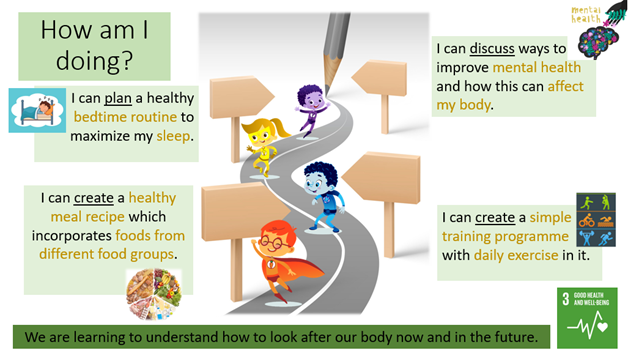 How am I
doing?
I can plan a healthy
bedtime routine to
maximize my sleep.
I can create a healthy
meal recipe which
incorporates foods from
different food groups.
mental
health
I can discuss ways to
improve mental health
and how this can affect
my body.
I can create a simple
training programme
with daily exercise in it.
3 GOOD HEALTH
AND WELL-BEING
We are learning to understand how to look after our body now and in the future.